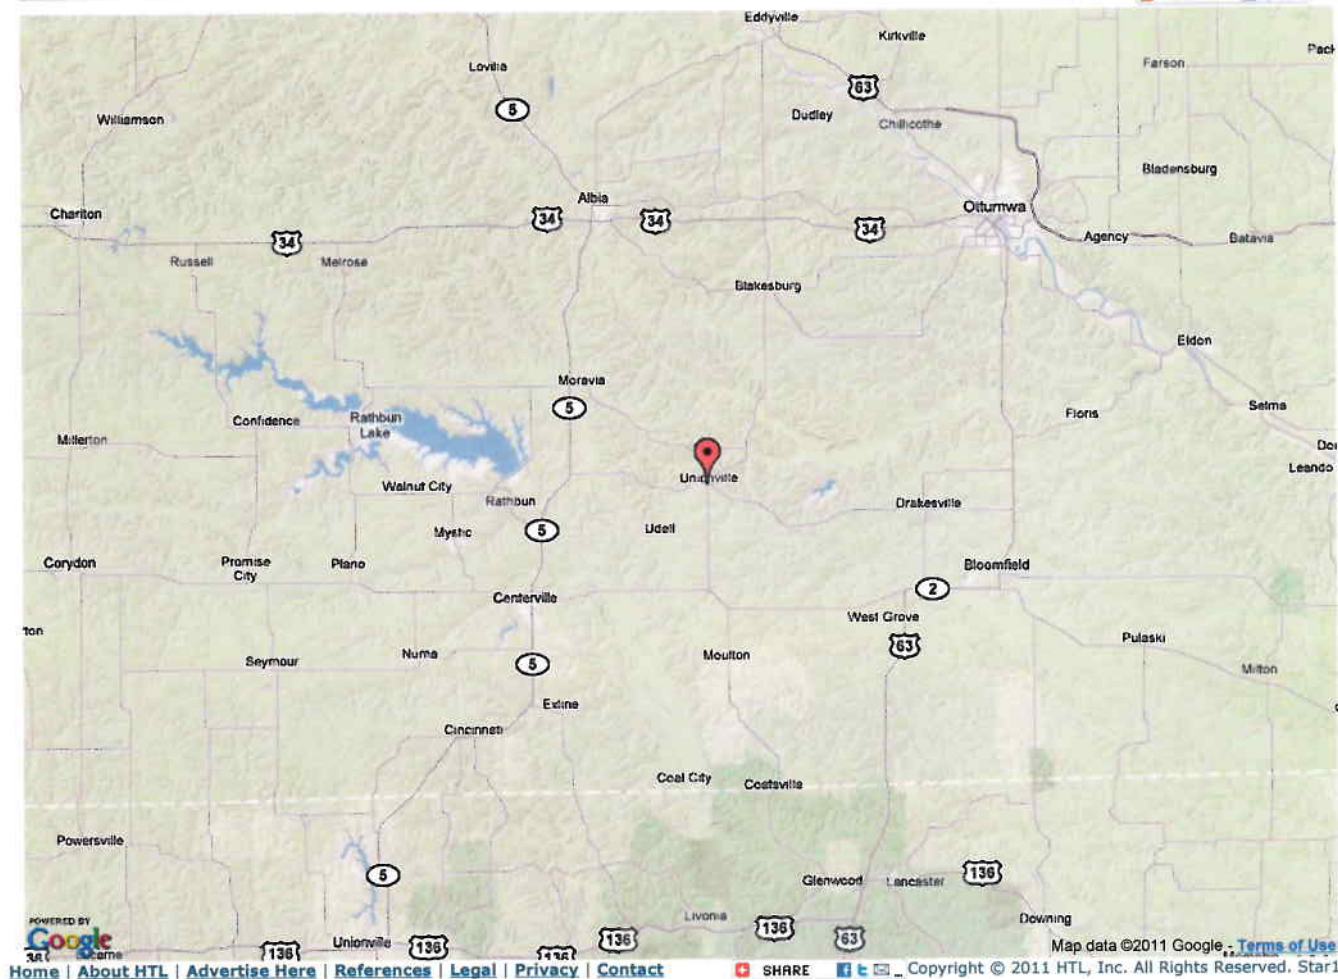 Eddyville
Kirkville
Pack
Farson
Lovilia
63
5
Dudley
Chillicothe
Williamson
Bladensburg
Albia
Chariton
34
34
34
34
Ottumwa
Agency
Batavia
Russell
Melrose
Blakesburg
Eldon
Moravia
5
Selma
Floris
Confidence
Rathbun
Lake
Millerton
Leando
Unionville
Walnut City
Rathbun
Drakesville
Mystic
5
Udell
Corydon
Promise
City
Plano
Bloomfield
2
Centerville
West Grove
63
Pulaski
Numa
Moulton
Seymour
5
Milton
Exline
Cincinnati
Coal City
Coatsville
Powersville
5
136
Glenwood
Lancaster
Livonia
136
Downing
63
136
POWERED BY
Google
Unionville
136
136
136
Map data ©2011 Google - Terms of Use
Home | About HTL | Advertise Here | References | Legal | Privacy | Contact
SHARE
Copyright © 2011 HTL, Inc. All Rights Reserved. Star